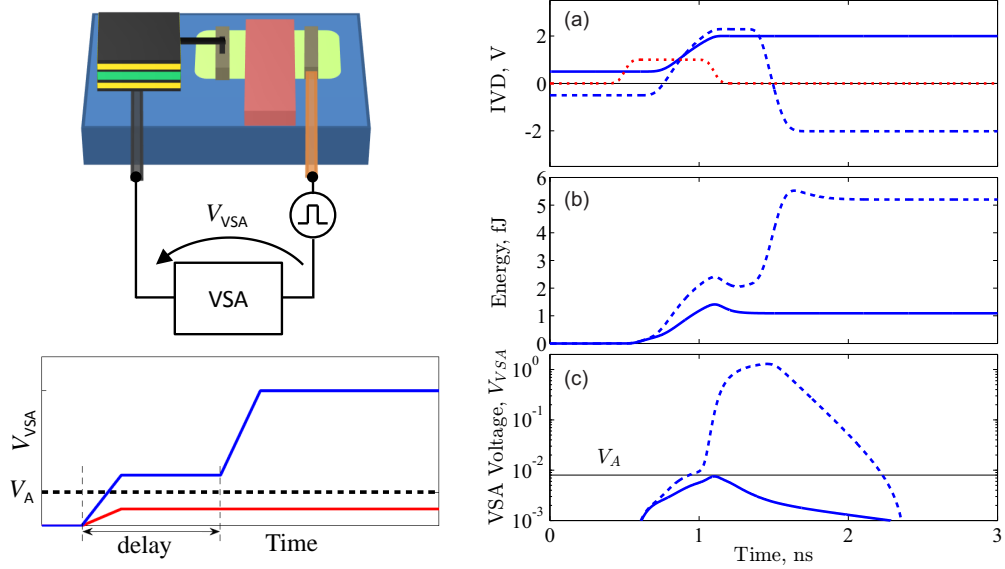 V_VSA
VSA
V_VSA
V_A
delay
Time
(a)
IVD, V
2
0
-2
(b)
Energy, fJ
6
5
4
3
2
1
0
(c)
VSA Voltage, V_VSA
10^0
10^-1
10^-2
10^-3
V_A
0
1
2
3
Time, ns